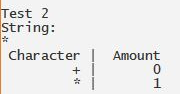 Test 2
String:
*
Character | Amount
+ | 0
* | 1